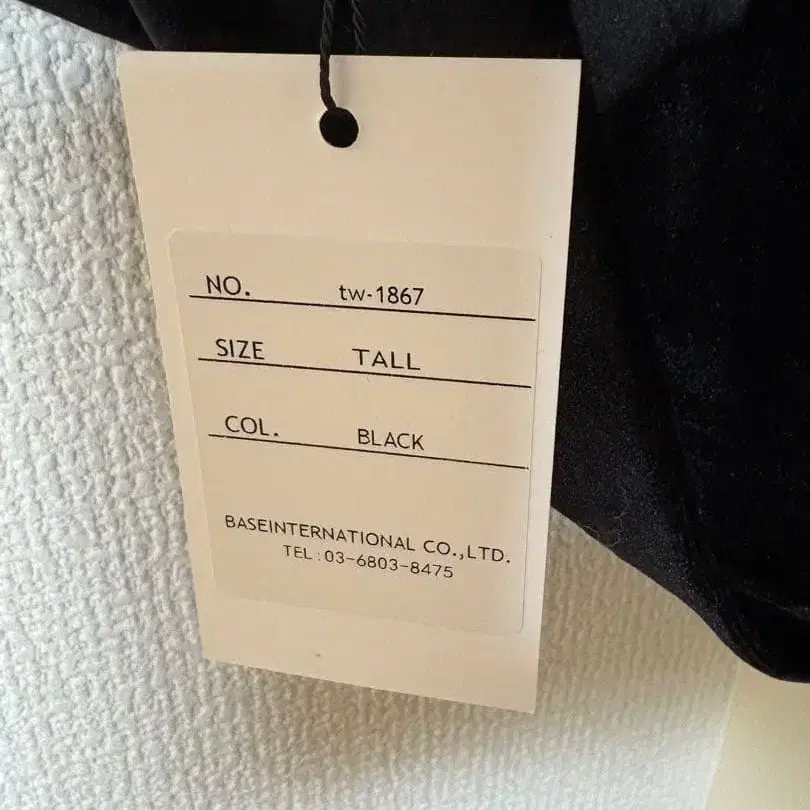 NO. tw-1867
SIZE TALL
COL. BLACK
BASEINTERNATIONAL CO.,LTD.
TEL:03-6803-8475